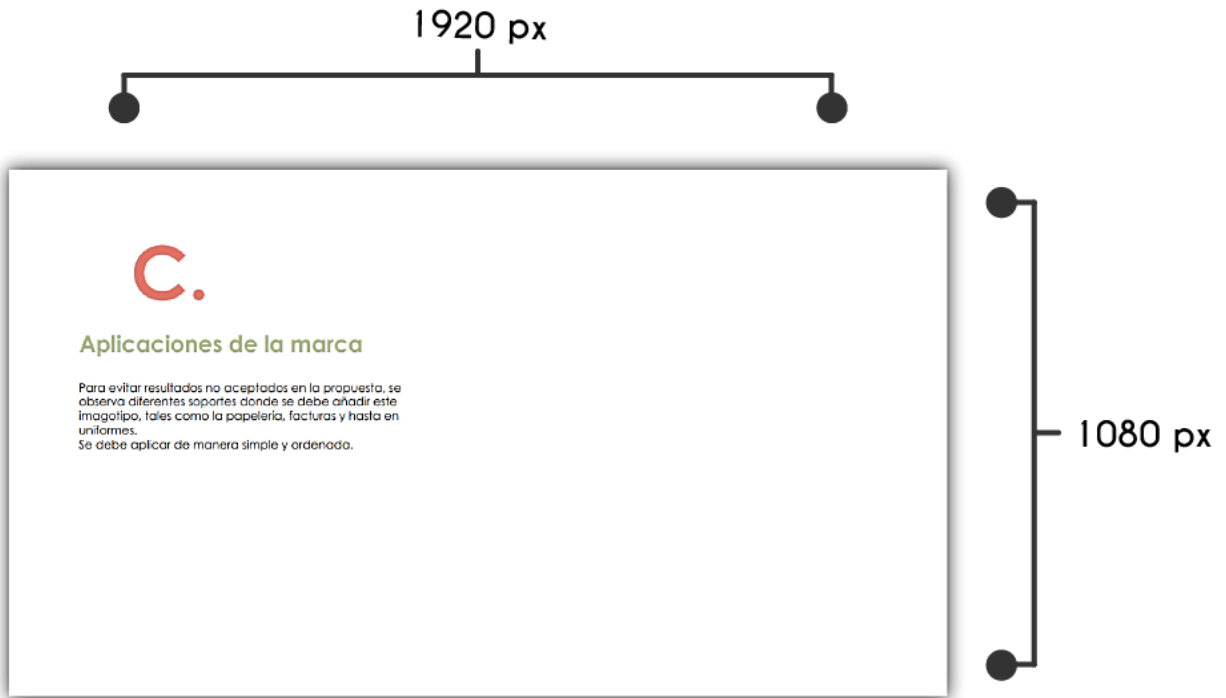 1920 px
C.
Aplicaciones de la marca
Para evitar resultados no aceptados en la propuesta, se
observa diferentes soportes donde se debe añadir este
imagotipo, tales como la papelería, facturas y hasta en
uniformes.
Se debe aplicar de manera simple y ordenada.
1080 px